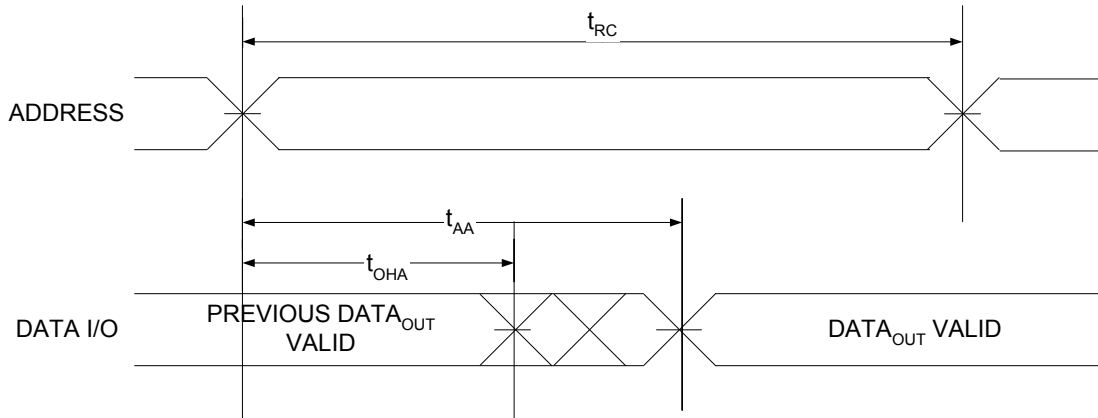 tRC
ADDRESS
tAA
tOHA
DATA I/O
PREVIOUS DATAOUT
VALID
DATAOUT VALID